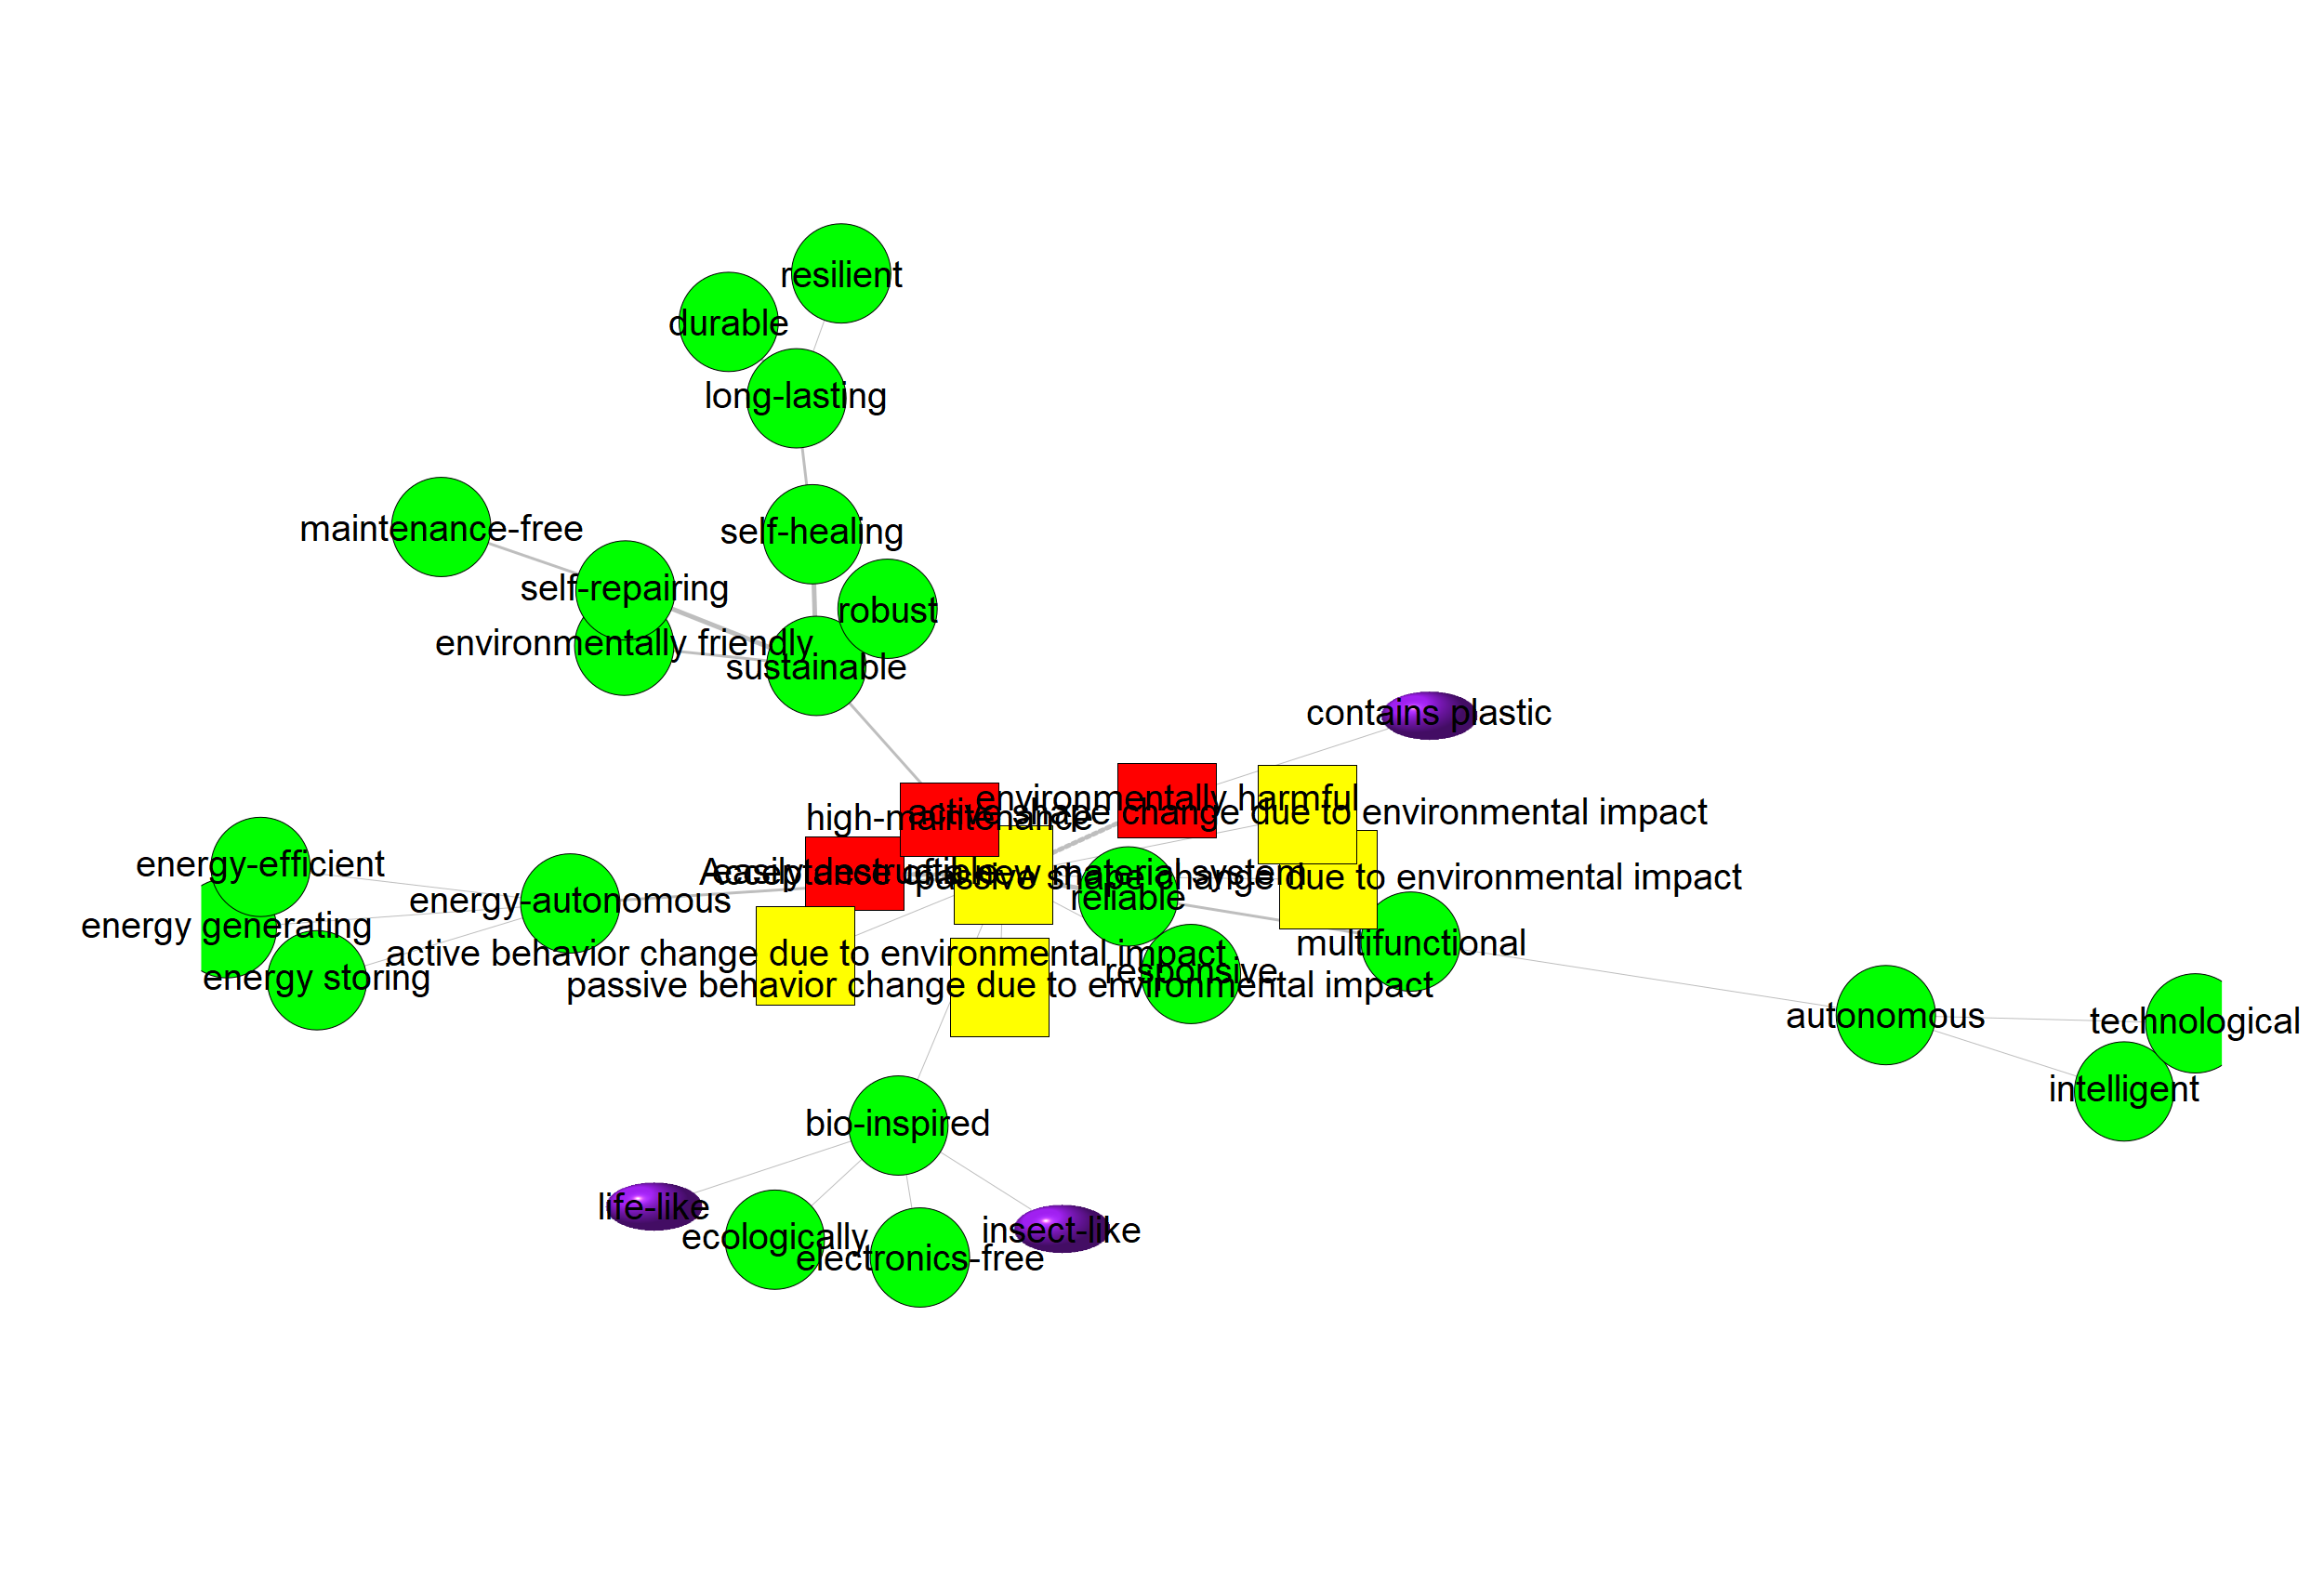 resilient
durable
long-lasting
maintenance-free
self-healing
self-repairing
robust
environmentally friendly
sustainable
contains plastic
environmentally harmful
active shape change due to environmental impact
high-maintenance
energy-efficient
easily destructible
Acceptance of a new material system
passive shape change due to environmental impact
reliable
energy-autonomous
energy generating
multifunctional
active behavior change due to environmental impact
responsive
energy storing
passive behavior change due to environmental impact
autonomous
technological
intelligent
bio-inspired
life-like
insect-like
ecologically
electronics-free